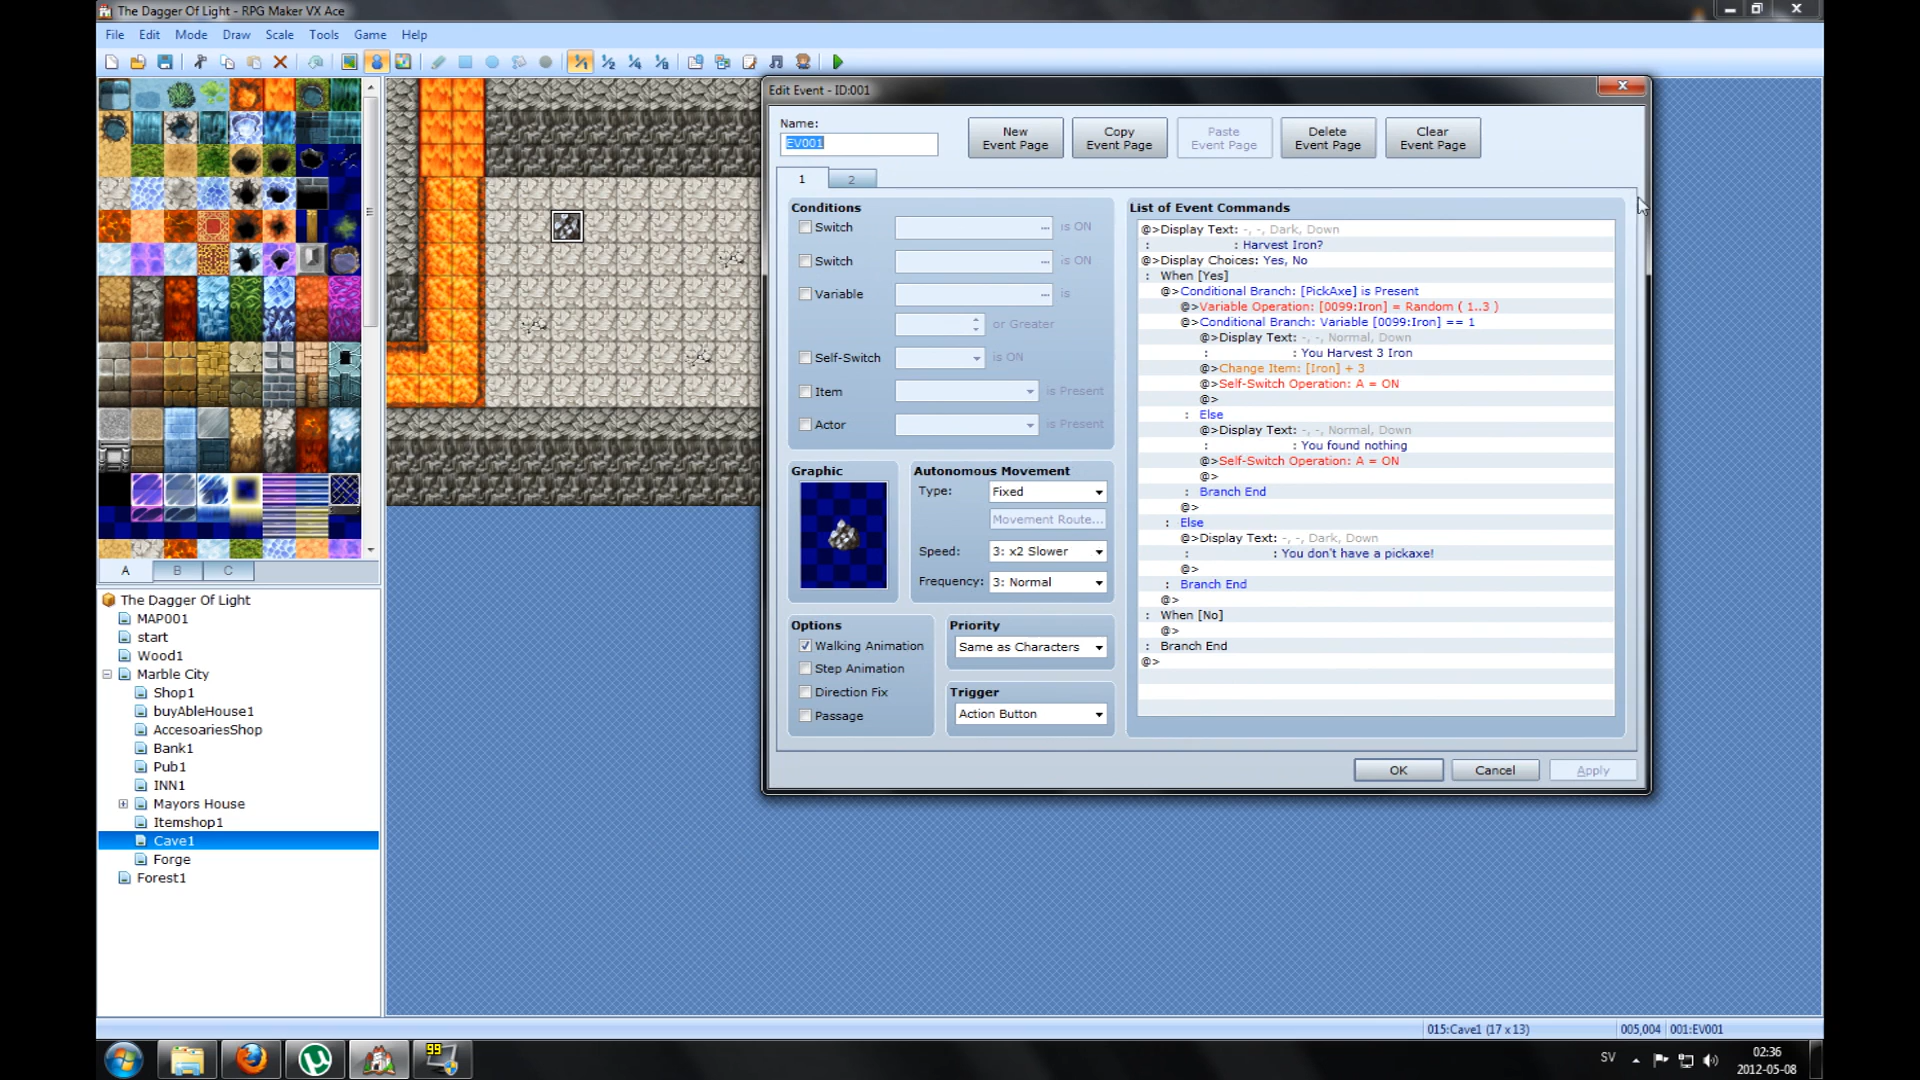 The Dagger Of Light - RPG Maker VX Ace
File Edit Mode Draw Scale Tools Game Help
1/1 1/2 1/4 1/8
Edit Event - ID:001
Name:
EV001
New Event Page
Copy Event Page
Paste Event Page
Delete Event Page
Clear Event Page
1 2
Conditions
Switch ... is ON
Switch ... is ON
Variable ... is
or Greater
Self-Switch is ON
Item is Present
Actor is Present
Graphic
Autonomous Movement
Type: Fixed
Movement Route...
Speed: 3: x2 Slower
Frequency: 3: Normal
Options
Walking Animation
Step Animation
Direction Fix
Passage
Priority
Same as Characters
Trigger
Action Button
List of Event Commands
@>Display Text: -, -, Dark, Down
: : Harvest Iron?
@>Display Choices: Yes, No
: When [Yes]
@>Conditional Branch: [PickAxe] is Present
@>Variable Operation: [0099:Iron] = Random ( 1..3 )
@>Conditional Branch: Variable [0099:Iron] == 1
@>Display Text: -, -, Normal, Down
: : You Harvest 3 Iron
@>Change Item: [Iron] + 3
@>Self-Switch Operation: A = ON
@>
: Else
@>Display Text: -, -, Normal, Down
: : You found nothing
@>Self-Switch Operation: A = ON
@>
: Branch End
@>
: Else
@>Display Text: -, -, Dark, Down
: : You don't have a pickaxe!
@>
: Branch End
@>
: When [No]
@>
: Branch End
@>
OK Cancel Apply
A B C
The Dagger Of Light
MAP001
start
Wood1
Marble City
Shop1
buyAbleHouse1
AccesoariesShop
Bank1
Pub1
INN1
Mayors House
Itemshop1
Cave1
Forge
Forest1
015:Cave1 (17 x 13) 005,004 001:EV001
99
SV
02:36
2012-05-08